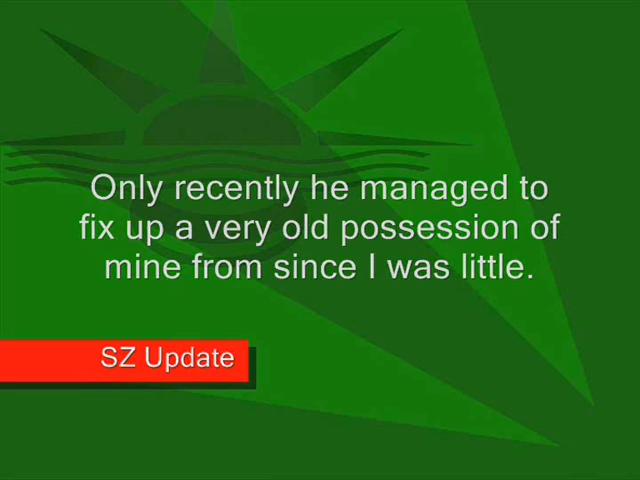 Only recently he managed to
fix up a very old possession of
mine from since I was little.
SZ Update